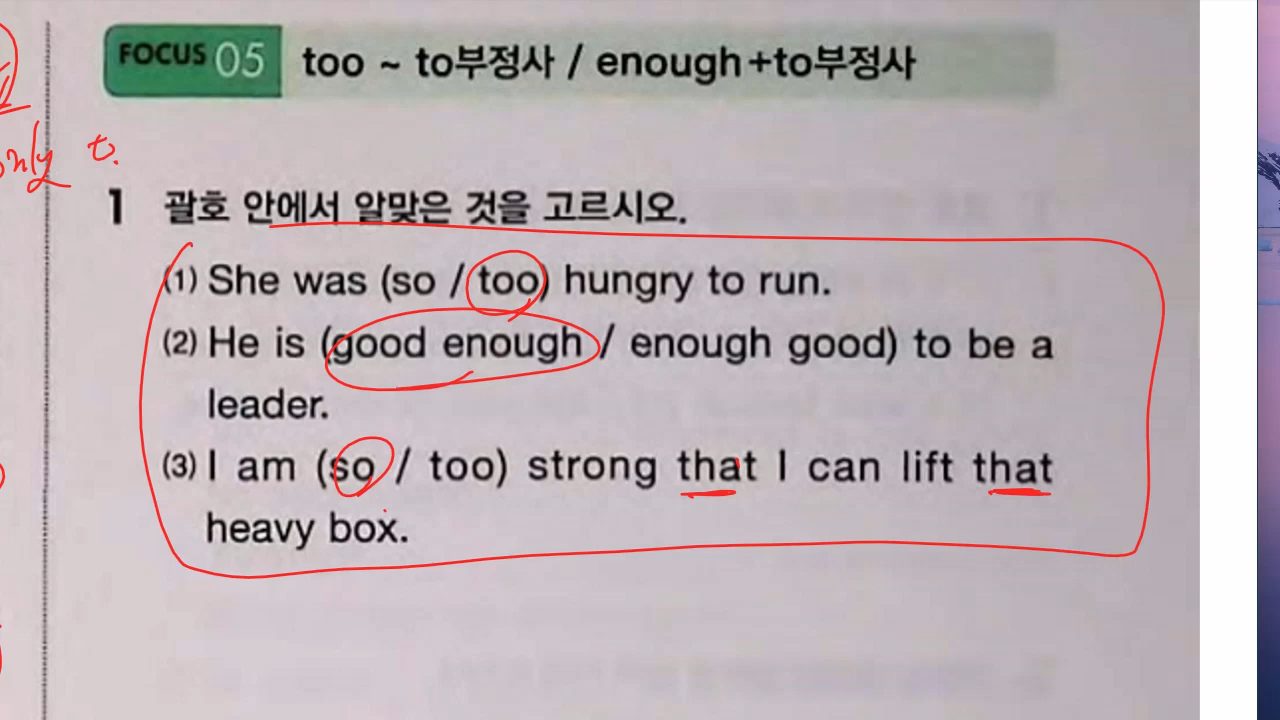 FOCUS 05 too ~ to부정사 / enough+to부정사
only to
1 괄호 안에서 알맞은 것을 고르시오.
(1) She was (so / too) hungry to run.
(2) He is (good enough / enough good) to be a
leader.
(3) I am (so / too) strong that I can lift that
heavy box.